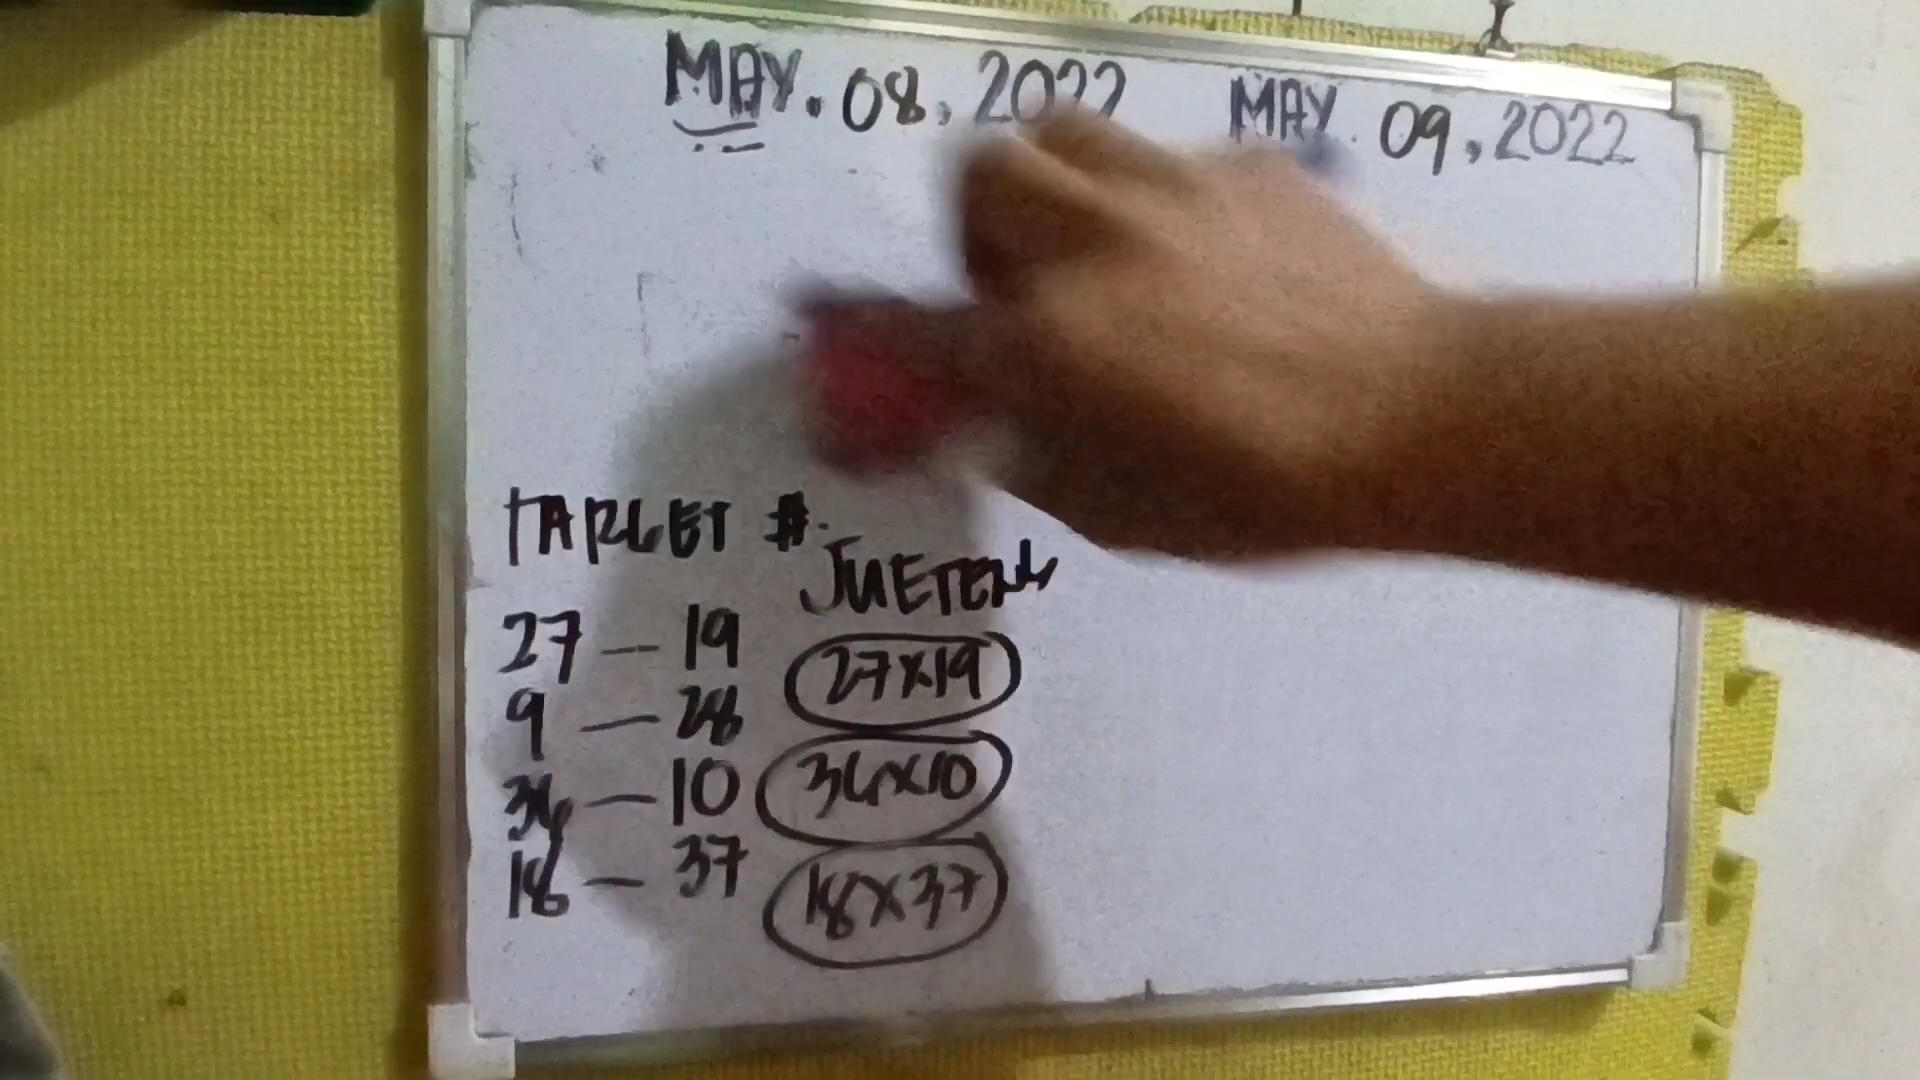 MAY. 08, 2022
MAY. 09, 2022
TARGET #.
JUETENG
27 — 19
27x19
9 — 28
36 — 10
36x10
18 — 37
18x37